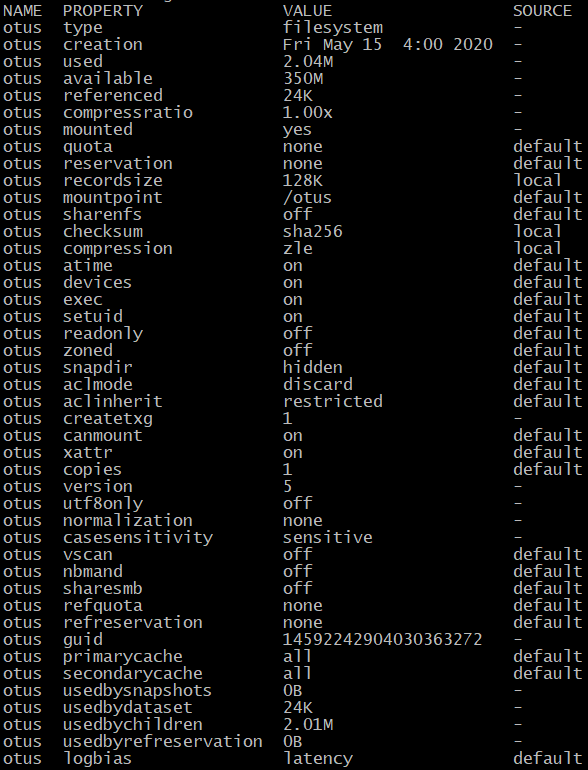 NAME  PROPERTY              VALUE                  SOURCE
otus  type                  filesystem             -
otus  creation              Fri May 15  4:00 2020  -
otus  used                  2.04M                  -
otus  available             350M                   -
otus  referenced            24K                    -
otus  compressratio         1.00x                  -
otus  mounted               yes                    -
otus  quota                 none                   default
otus  reservation           none                   default
otus  recordsize            128K                   local
otus  mountpoint            /otus                  default
otus  sharenfs              off                    default
otus  checksum              sha256                 local
otus  compression           zle                    local
otus  atime                 on                     default
otus  devices               on                     default
otus  exec                  on                     default
otus  setuid                on                     default
otus  readonly              off                    default
otus  zoned                 off                    default
otus  snapdir               hidden                 default
otus  aclmode               discard                default
otus  aclinherit            restricted             default
otus  createtxg             1                      -
otus  canmount              on                     default
otus  xattr                 on                     default
otus  copies                1                      default
otus  version               5                      -
otus  utf8only              off                    -
otus  normalization         none                   -
otus  casesensitivity       sensitive              -
otus  vscan                 off                    default
otus  nbmand                off                    default
otus  sharesmb              off                    default
otus  refquota              none                   default
otus  refreservation        none                   default
otus  guid                  14592242904030363272   -
otus  primarycache          all                    default
otus  secondarycache        all                    default
otus  usedbysnapshots       0B                     -
otus  usedbydataset         24K                    -
otus  usedbychildren        2.01M                  -
otus  usedbyrefreservation  0B                     -
otus  logbias               latency                default